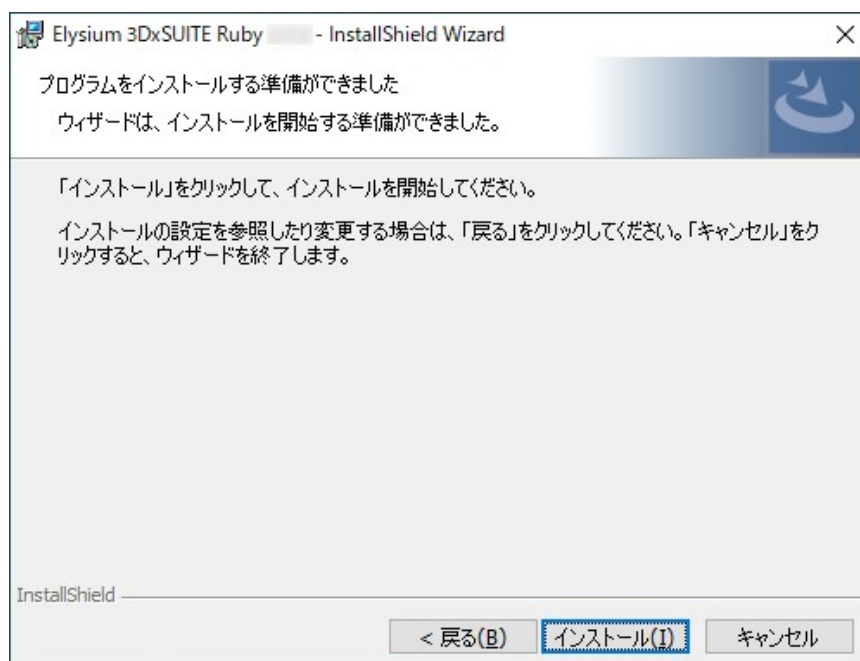 Elysium 3DxSUITE Ruby - InstallShield Wizard
プログラムをインストールする準備ができました
ウィザードは、インストールを開始する準備ができました。
「インストール」をクリックして、インストールを開始してください。
インストールの設定を参照したり変更する場合は、「戻る」をクリックしてください。「キャンセル」をク
リックすると、ウィザードを終了します。
InstallShield
< 戻る(B)
インストール(I)
キャンセル